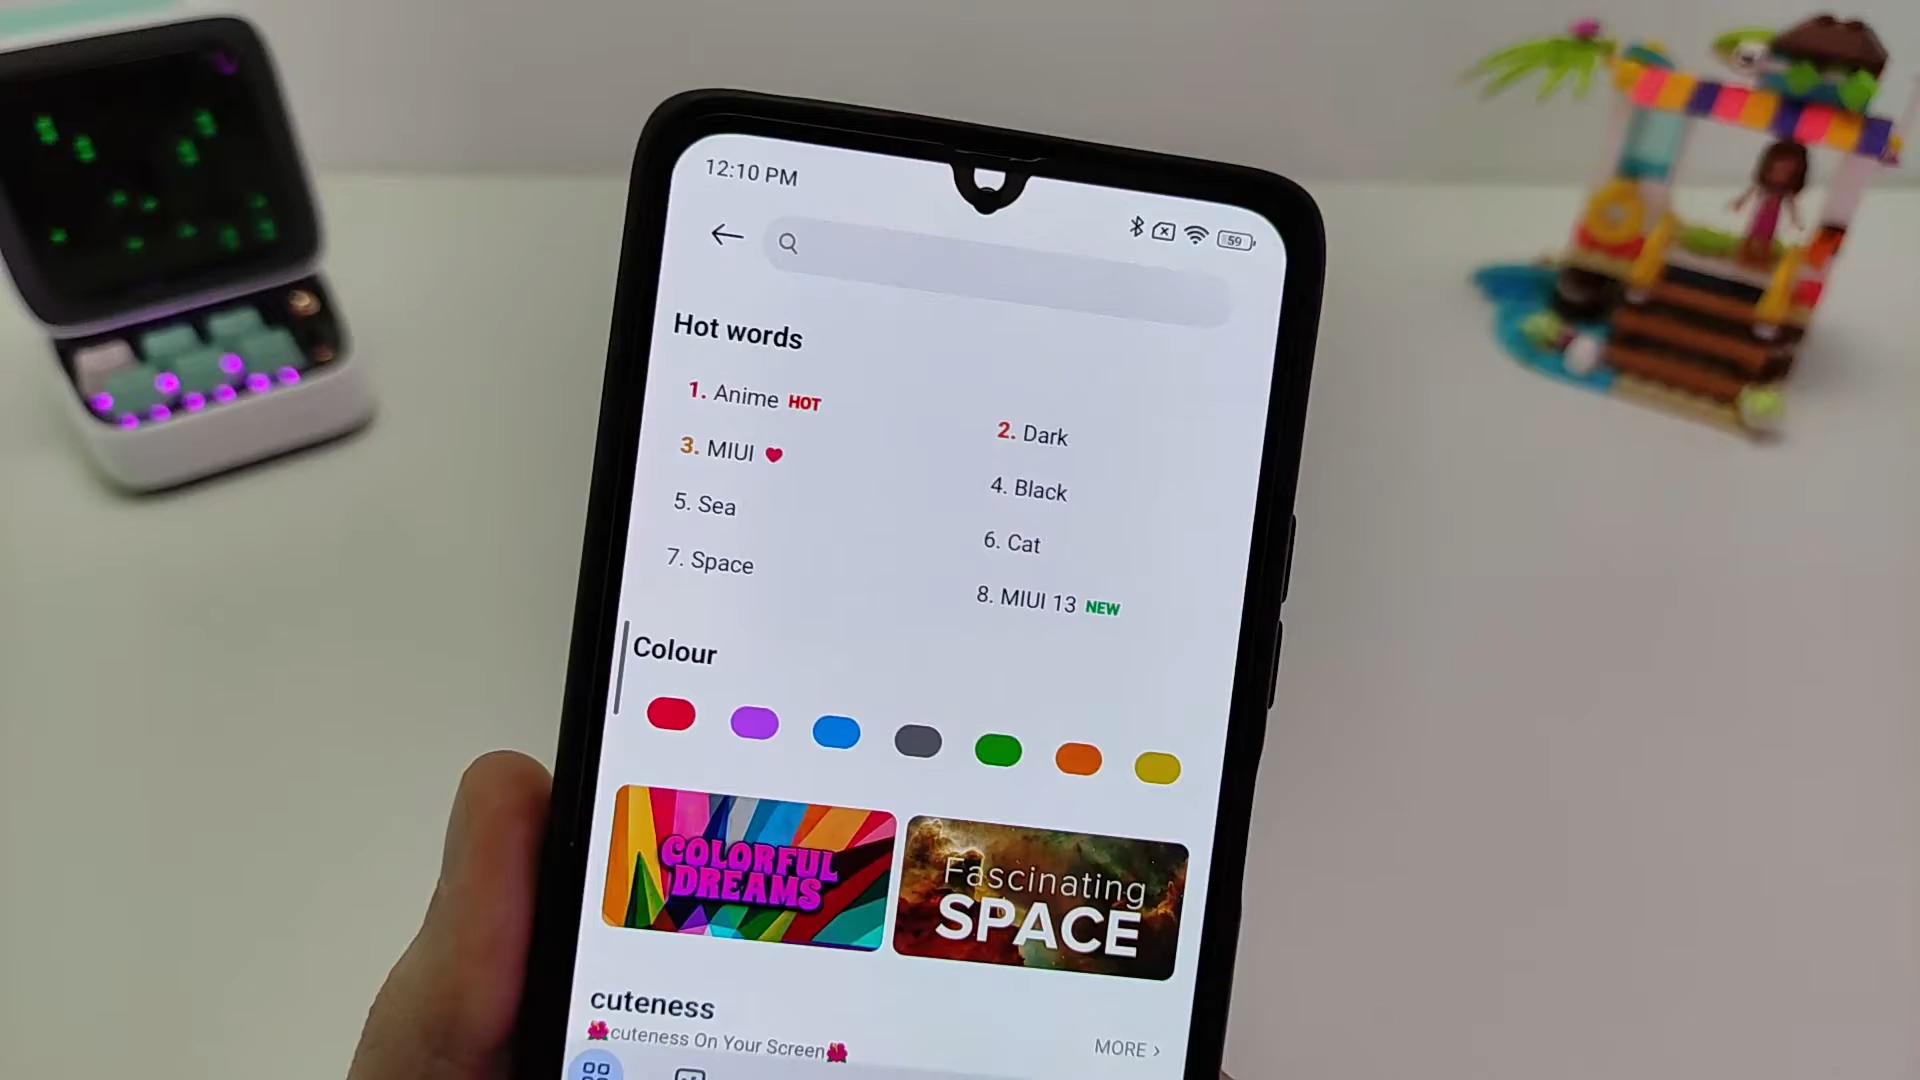 12:10 PM
59
Hot words
1. Anime HOT
2. Dark
3. MIUI
4. Black
5. Sea
6. Cat
7. Space
8. MIUI 13 NEW
Colour
COLORFUL
DREAMS
Fascinating
SPACE
cuteness
🌺cuteness On Your Screen🌺
MORE >